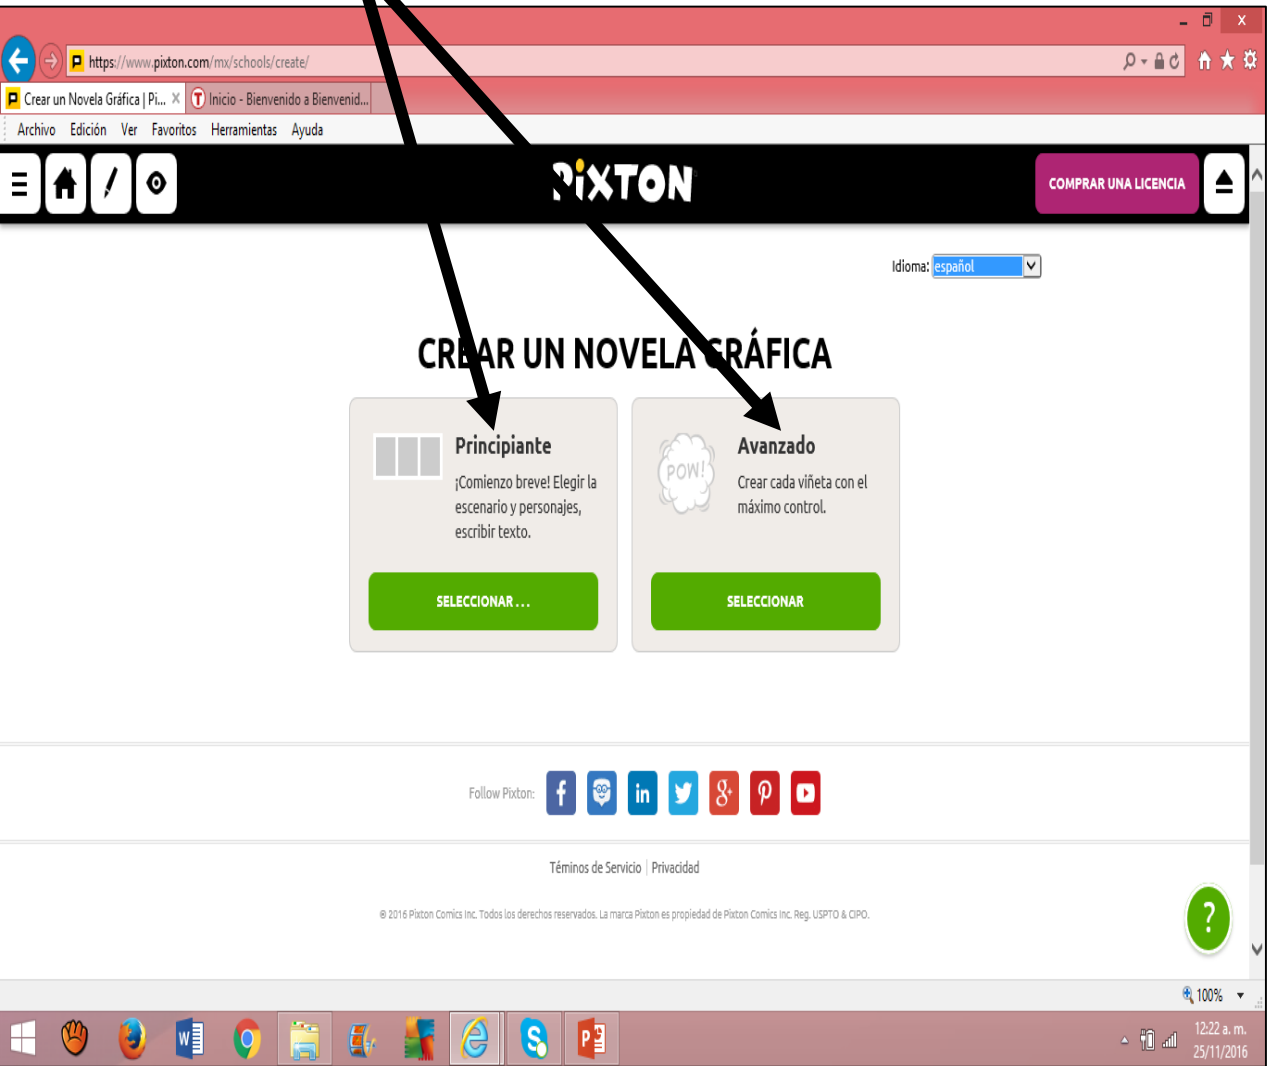 https://www.pixton.com/mx/schools/create/
Crear un Novela Gráfica | Pi...
Inicio - Bienvenido a Bienvenid...
Archivo Edición Ver Favoritos Herramientas Ayuda
PiXTON
COMPRAR UNA LICENCIA
Idioma: español
CREAR UN NOVELA GRÁFICA
Principiante
¡Comienzo breve! Elegir la
escenario y personajes,
escribir texto.
SELECCIONAR . . .
POW!
Avanzado
Crear cada viñeta con el
máximo control.
SELECCIONAR
Follow Pixton:
Téminos de Servicio | Privacidad
© 2016 Pixton Comics Inc. Todos los derechos reservados. La marca Pixton es propiedad de Pixton Comics Inc. Reg. USPTO & CIPO.
?
100%
12:22 a. m.
25/11/2016